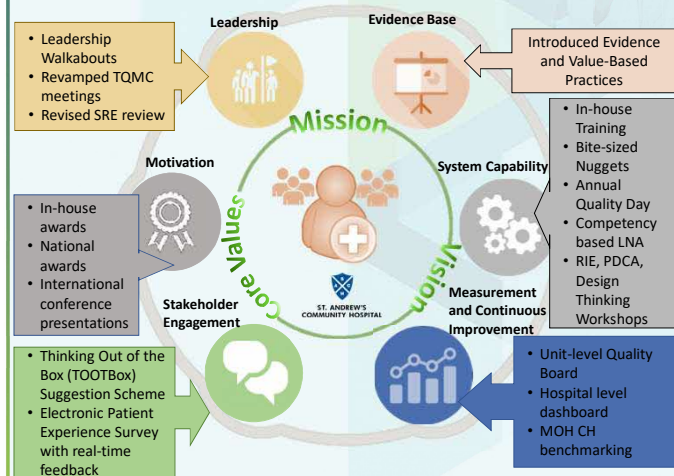 Leadership
Evidence Base
• Leadership
Walkabouts
• Revamped TQMC
meetings
• Revised SRE review
Introduced Evidence
and Value-Based
Practices
Mission
Motivation
System Capability
• In-house
Training
• Bite-sized
Nuggets
• Annual
Quality Day
• Competency
based LNA
• RIE, PDCA,
Design
Thinking
Workshops
• In-house
awards
• National
awards
• International
conference
presentations
Core Values
Vision
ST. ANDREW'S
COMMUNITY HOSPITAL
Stakeholder
Engagement
Measurement
and Continuous
Improvement
• Thinking Out of the
Box (TOOTBox)
Suggestion Scheme
• Electronic Patient
Experience Survey
with real-time
feedback
• Unit-level Quality
Board
• Hospital level
dashboard
• MOH CH
benchmarking